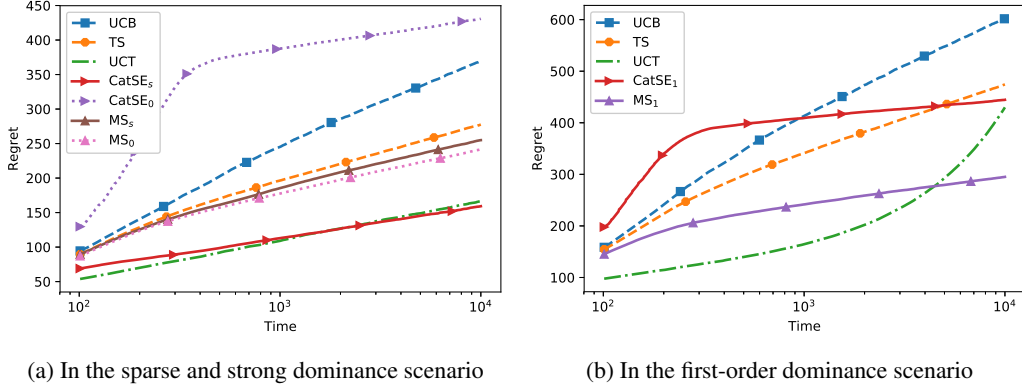 450
400
350
300
250
200
150
100
50
Regret
UCB
TS
UCT
CatSE_s
CatSE_0
MS_s
MS_0
10^2
10^3
10^4
Time
(a) In the sparse and strong dominance scenario
600
500
400
300
200
100
Regret
UCB
TS
UCT
CatSE_1
MS_1
10^2
10^3
10^4
Time
(b) In the first-order dominance scenario